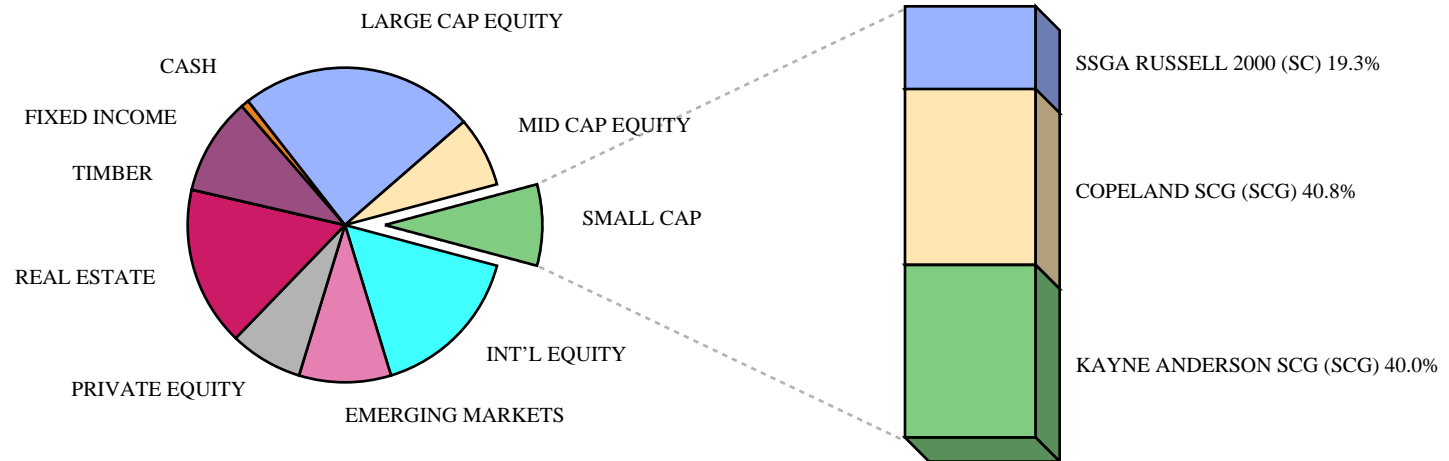 LARGE CAP EQUITY
CASH
SSGA RUSSELL 2000 (SC) 19.3%
FIXED INCOME
MID CAP EQUITY
TIMBER
COPELAND SCG (SCG) 40.8%
SMALL CAP
REAL ESTATE
INT'L EQUITY
KAYNE ANDERSON SCG (SCG) 40.0%
PRIVATE EQUITY
EMERGING MARKETS